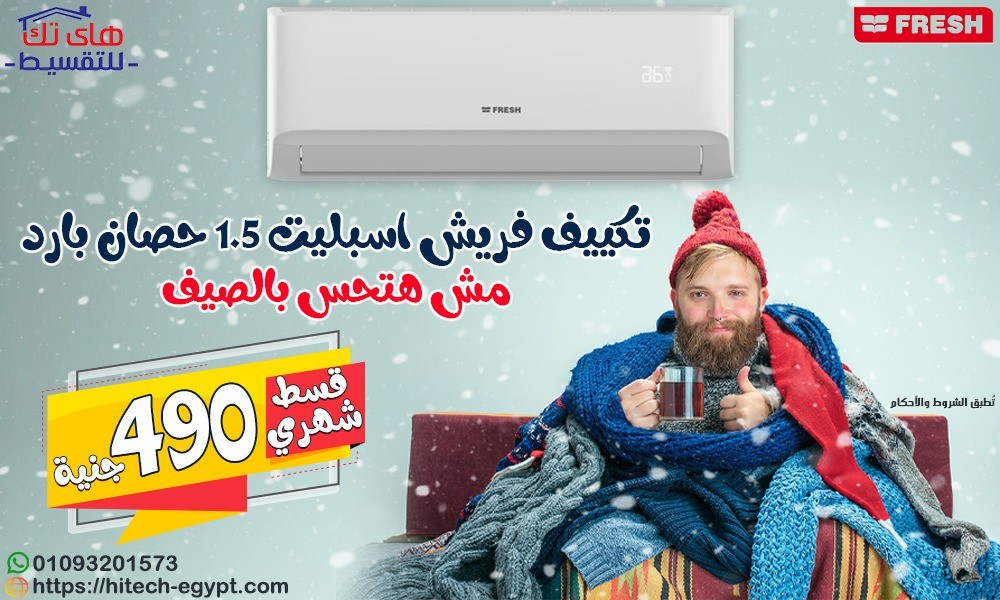 هاى تك
- للتقسيط -
FRESH
26
FRESH
تكييف فريش اسبليت 1.5 حصان بارد
مش هتحس بالصيف
قسط
شهري
490
جنية
تُطبق الشروط والأحكام
01093201573
https://hitech-egypt.com